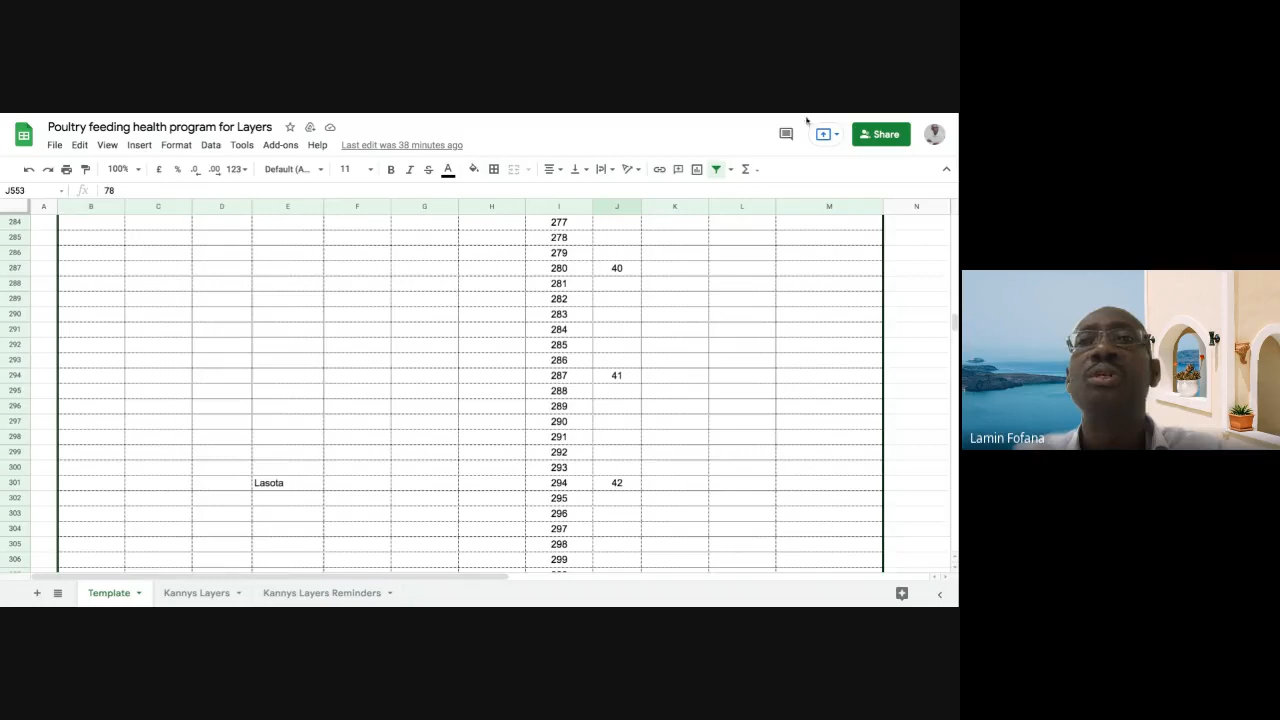 Poultry feeding health program for Layers
File Edit View Insert Format Data Tools Add-ons Help Last edit was 38 minutes ago
Share
100% £ % .0 .00 123 Default (A... 11 B I S A
J553 fx 78
A B C D E F G H I J K L M N
284 277
285 278
286 279
287 280 40
288 281
289 282
290 283
291 284
292 285
293 286
294 287 41
295 288
296 289
297 290
298 291
299 292
300 293
301 Lasota 294 42
302 295
303 296
304 297
305 298
306 299
Template Kannys Layers Kannys Layers Reminders
Lamin Fofana